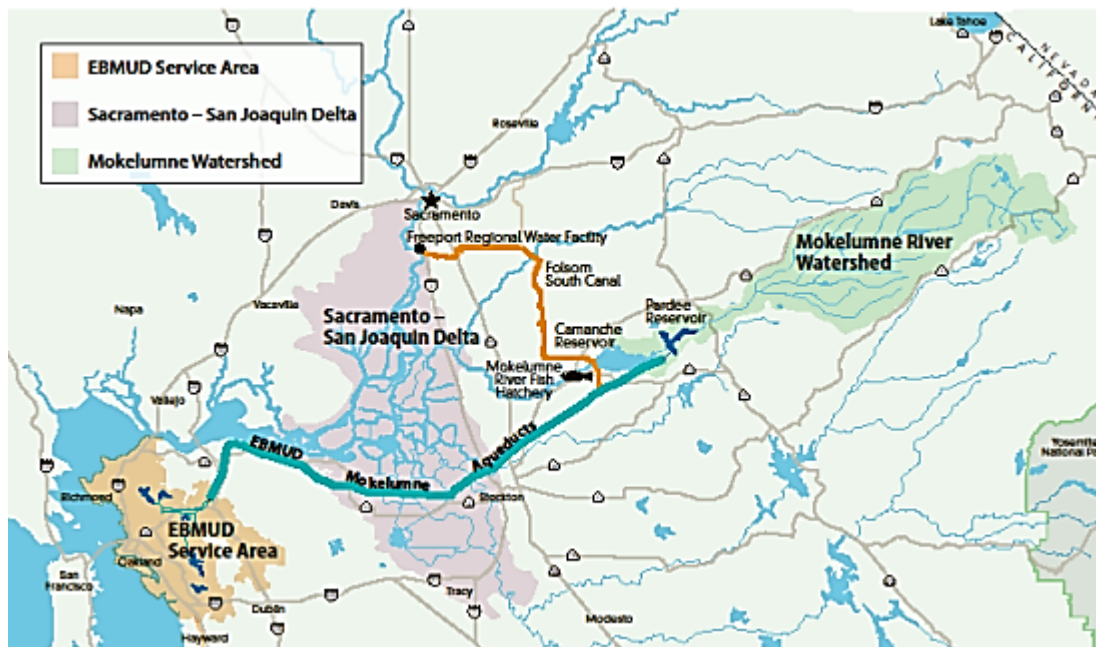 EBMUD Service Area
Sacramento – San Joaquin Delta
Mokelumne Watershed
Lake Tahoe
NEVADA
CALIFORNIA
Roseville
Davis
Sacramento
Freeport Regional Water Facility
Mokelumne River
Watershed
Folsom
South Canal
Napa
Vacaville
Sacramento –
San Joaquin Delta
Pardee
Reservoir
Camanche
Reservoir
Mokelumne
River Fish
Hatchery
Vallejo
EBMUD
Mokelumne
Aqueducts
Stockton
Yosemite
National Pa
Richmond
EBMUD
Service Area
Oakland
San
Francisco
Dublin
Tracy
Hayward
Modesto